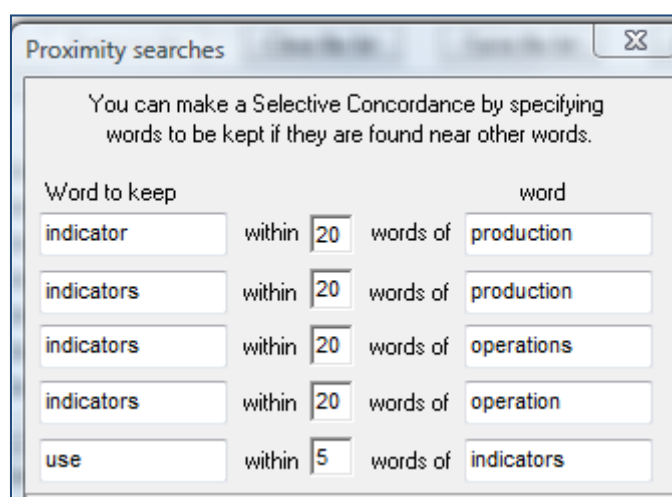 Proximity searches
You can make a Selective Concordance by specifying
words to be kept if they are found near other words.
Word to keep word
indicator within 20 words of production
indicators within 20 words of production
indicators within 20 words of operations
indicators within 20 words of operation
use within 5 words of indicators